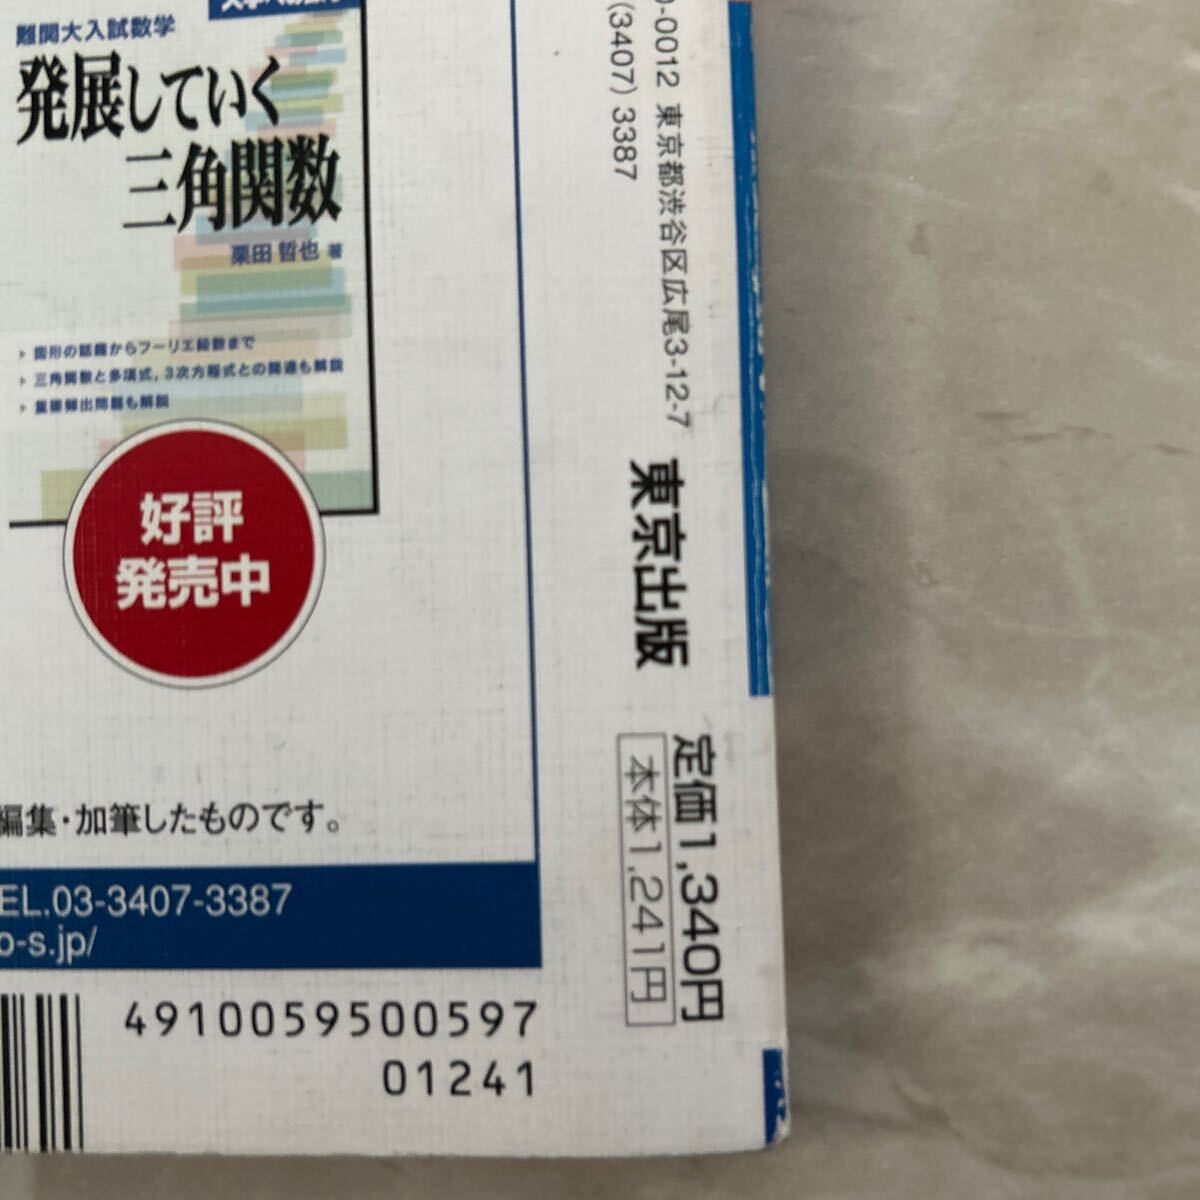 難関大入試数学
発展していく
三角関数
栗田 哲也 著
図形の話題からフーリエ級数まで
三角関数と多項式，3次方程式との関連も解説
重要頻出問題も解説
好評
発売中
編集・加筆したものです。
EL.03-3407-3387
o-s.jp/
4910059500597
01241
-0012 東京都渋谷区広尾3-12-7
(3407) 3387
東京出版
定価1,340円
本体1,241円